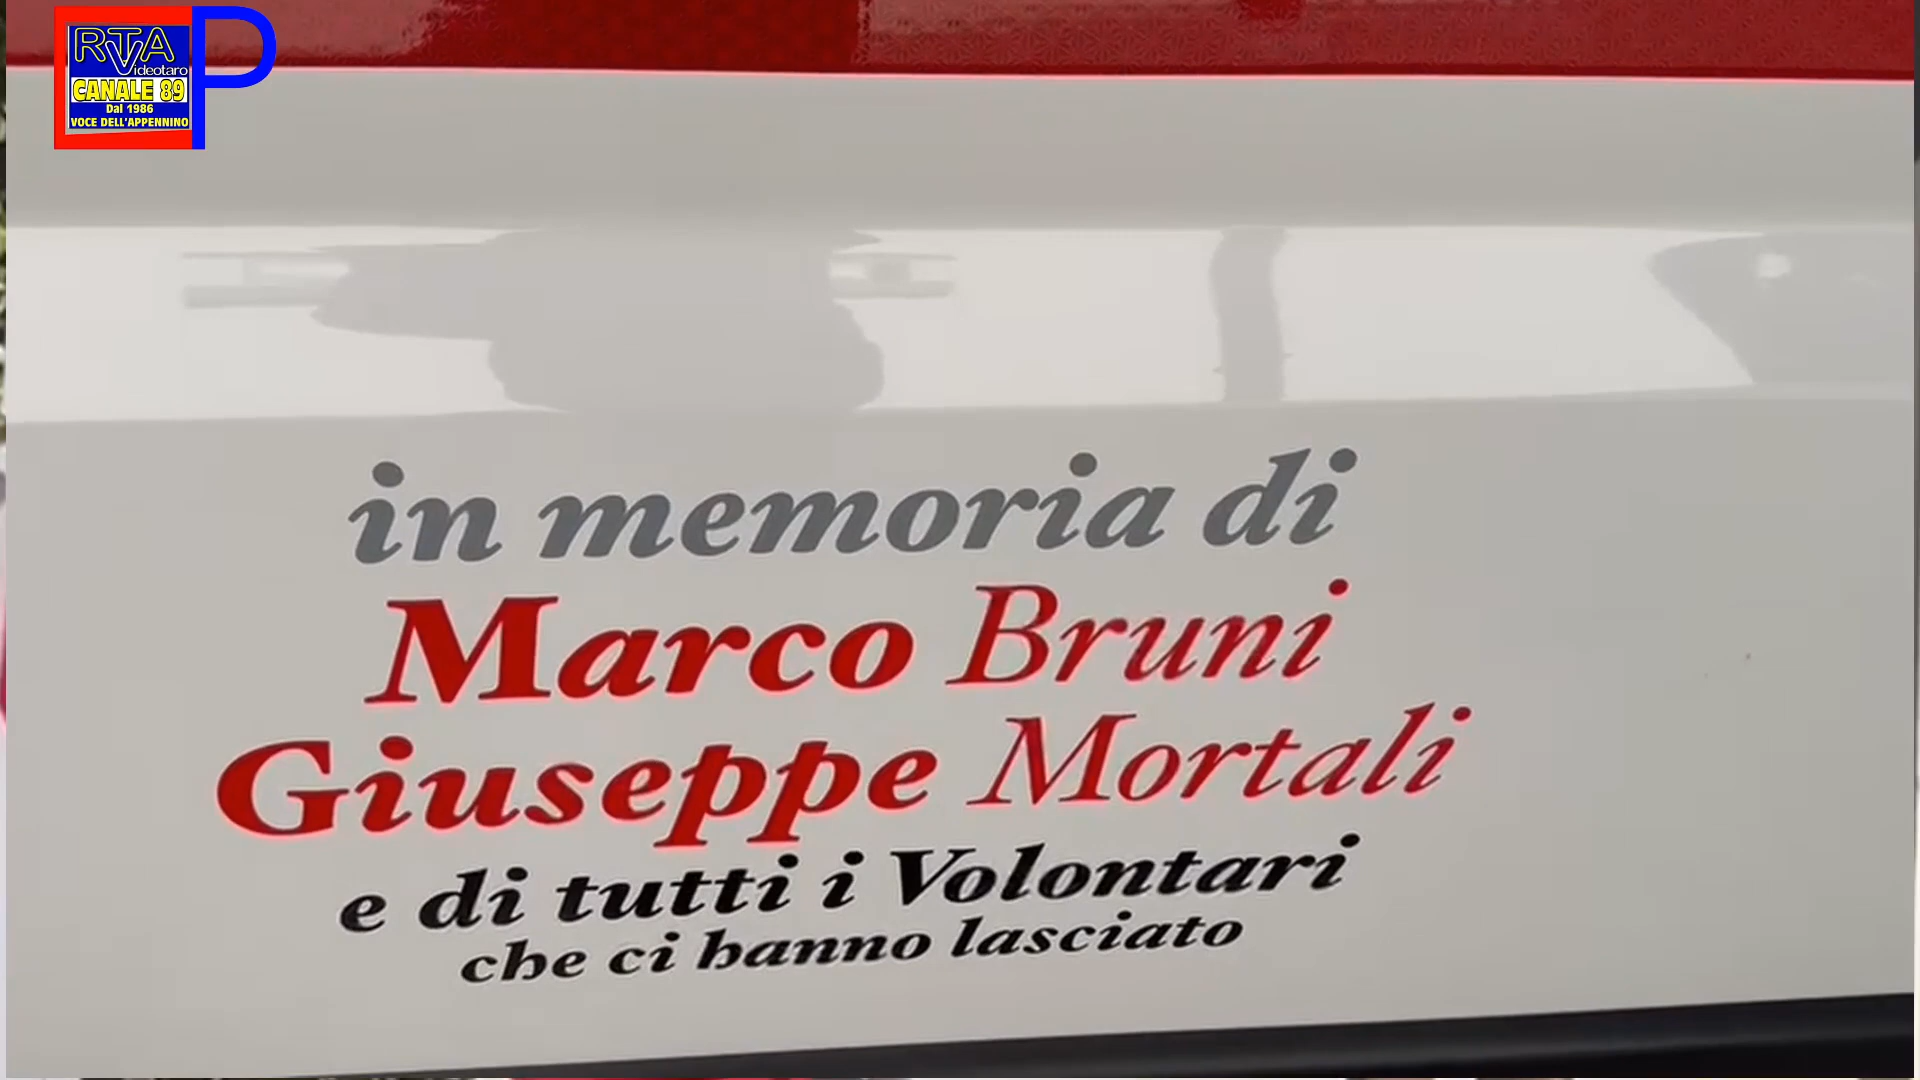 RTA
Videotaro
CANALE 89
Dal 1986
VOCE DELL'APPENNINO
P
in memoria di
Marco Bruni
Giuseppe Mortali
e di tutti i Volontari
che ci hanno lasciato